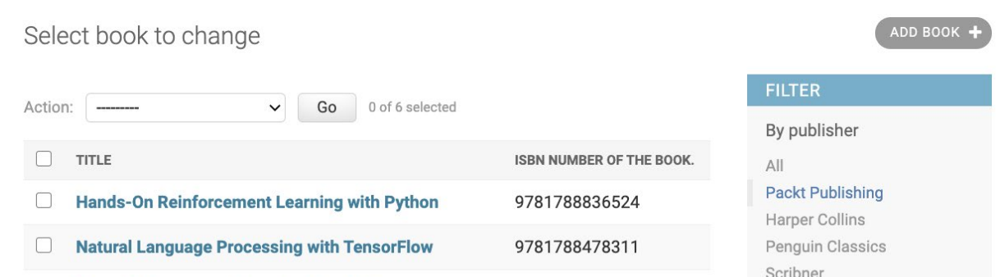 Select book to change
ADD BOOK +
Action: --------- Go 0 of 6 selected
FILTER
By publisher
TITLE ISBN NUMBER OF THE BOOK.
All
Hands-On Reinforcement Learning with Python 9781788836524
Packt Publishing
Harper Collins
Natural Language Processing with TensorFlow 9781788478311
Penguin Classics
Scribner